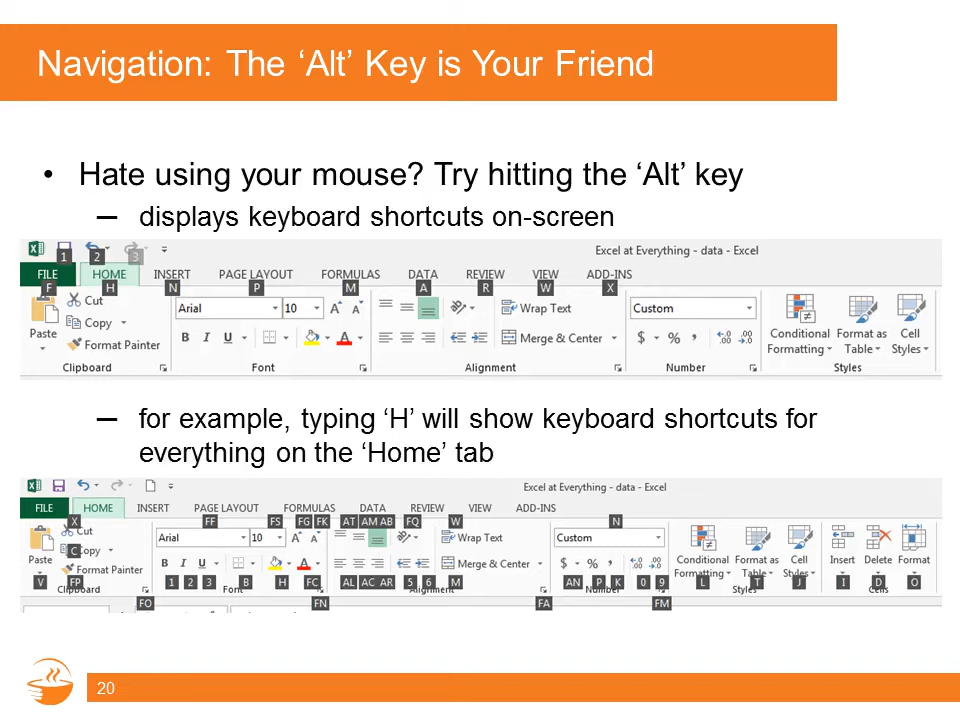 Navigation: The ‘Alt’ Key is Your Friend
• Hate using your mouse? Try hitting the ‘Alt’ key
— displays keyboard shortcuts on-screen
1 2 3 Excel at Everything - data - Excel
FILE HOME INSERT PAGE LAYOUT FORMULAS DATA REVIEW VIEW ADD-INS
F H N P M A R W X
Cut Arial 10 Wrap Text Custom
Paste Copy Format Painter B I U A Merge & Center $ % , Conditional Formatting Format as Table Cell Styles
Clipboard Font Alignment Number Styles
— for example, typing ‘H’ will show keyboard shortcuts for
everything on the ‘Home’ tab
Excel at Everything - data - Excel
FILE HOME INSERT PAGE LAYOUT FORMULAS DATA REVIEW VIEW ADD-INS
X FF FS FG FK AT AM AB FQ W N
Cut Arial 10 Wrap Text Custom
C
Paste Format Painter B I U A Merge & Center $ % , Conditional Formatting Format as Table Cell Styles Insert Delete Format
V FP 1 2 3 B H FC AL AC AR 5 6 M AN P K 0 9 L T J I D O
Clipboard Font Alignment Number Styles Cells
FO FN FA FM
20